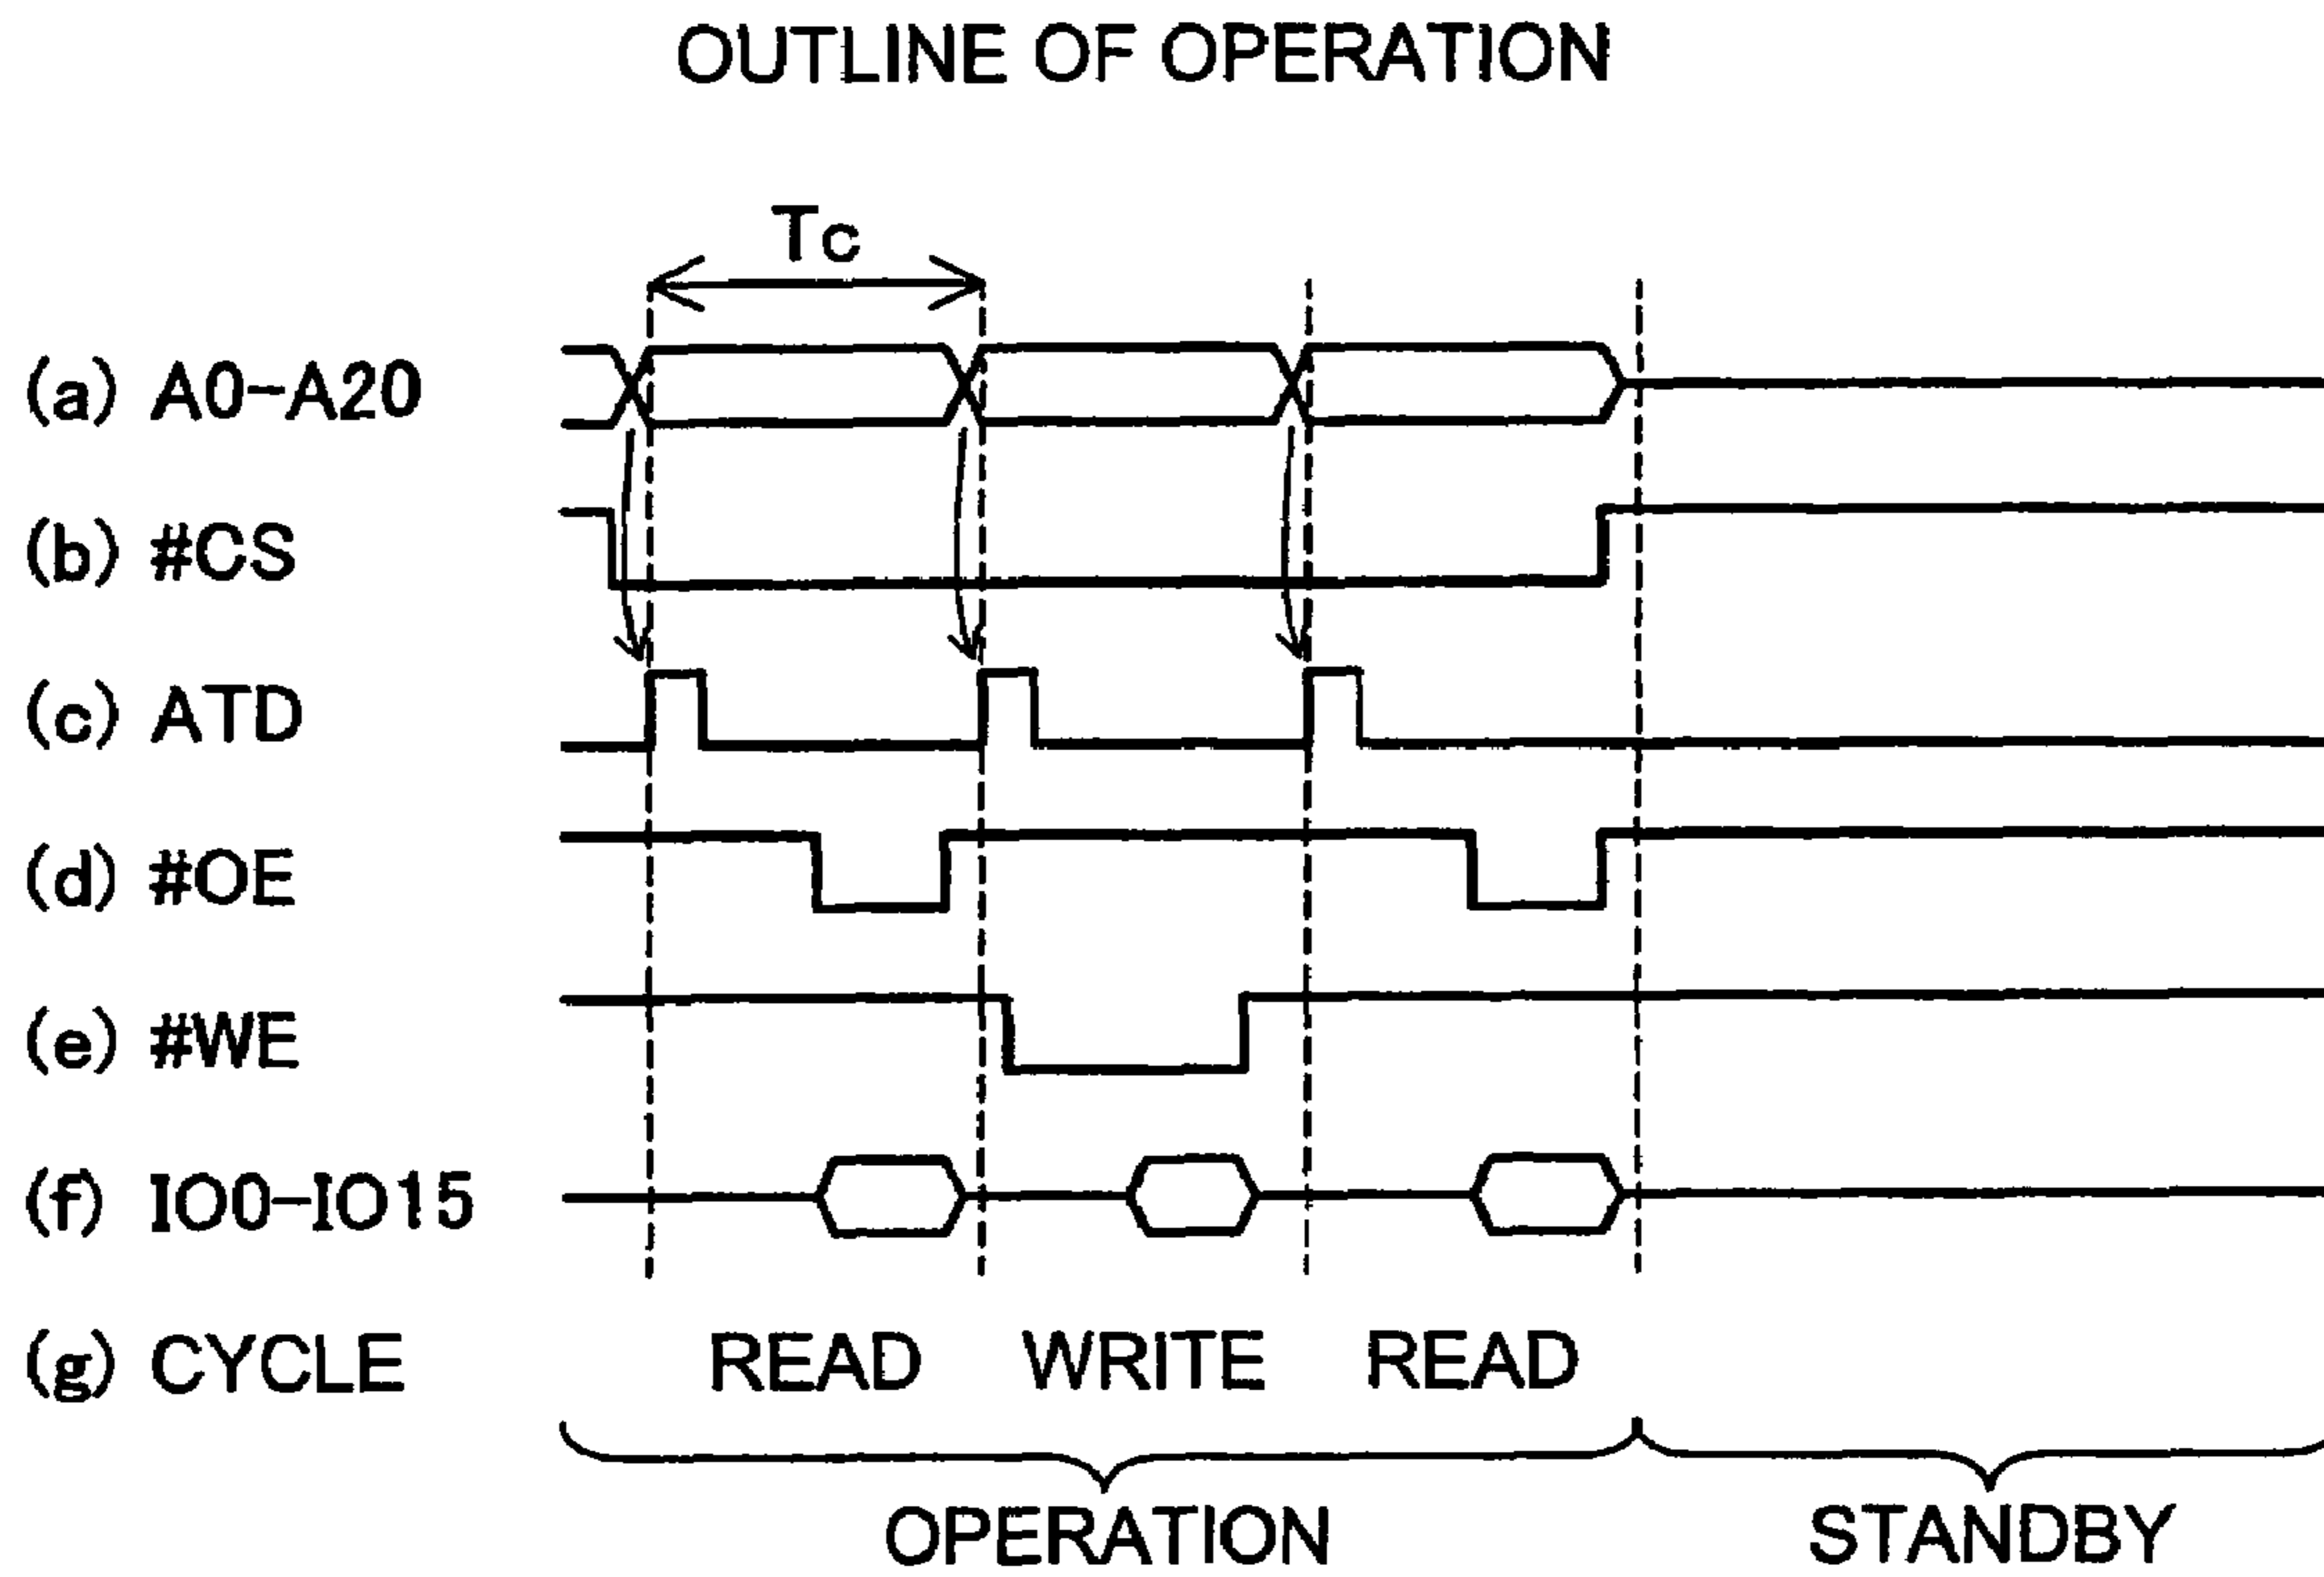 OUTLINE OF OPERATION
Tc
(a) A0-A20
(b) #CS
(c) ATD
(d) #OE
(e) #WE
(f) IO0-IO15
(g) CYCLE READ WRITE READ
OPERATION STANDBY